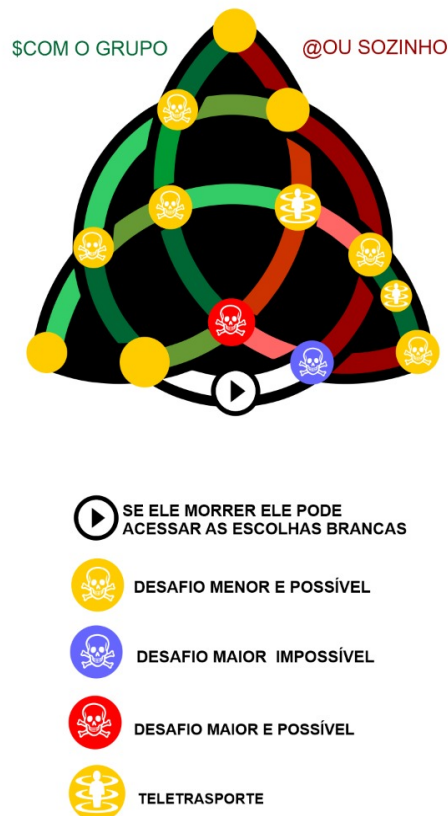 $COM O GRUPO
@OU SOZINHO
SE ELE MORRER ELE PODE
ACESSAR AS ESCOLHAS BRANCAS
DESAFIO MENOR E POSSÍVEL
DESAFIO MAIOR IMPOSSÍVEL
DESAFIO MAIOR E POSSÍVEL
TELETRASPORTE